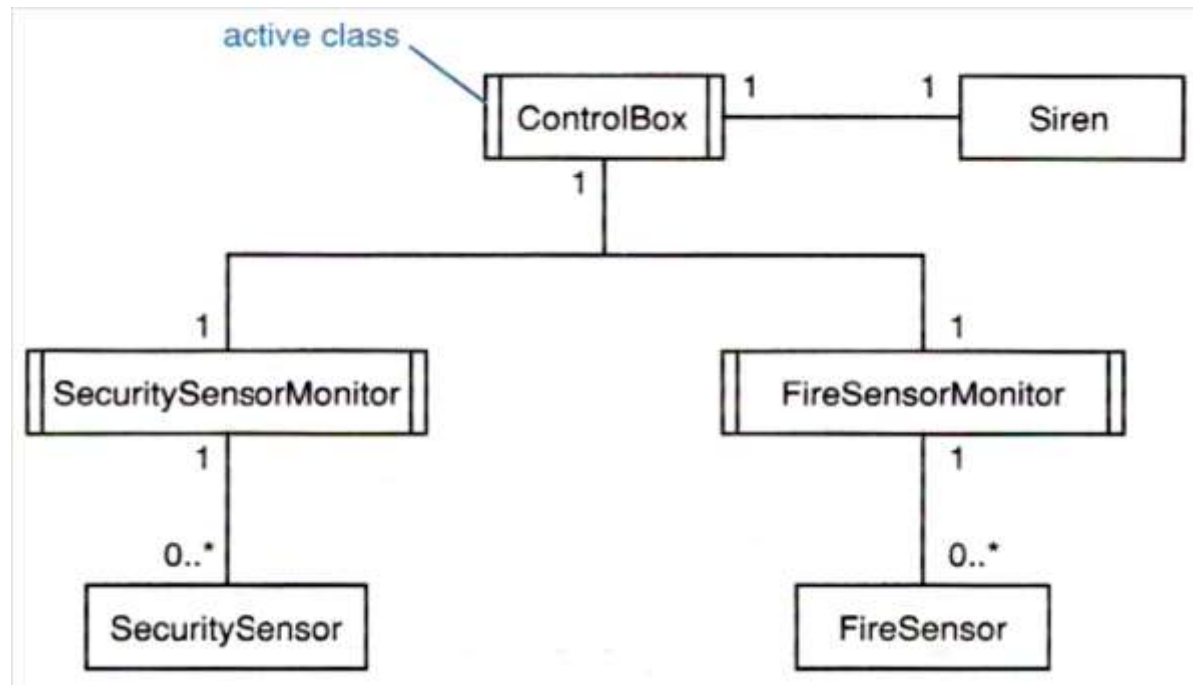 active class
ControlBox
1
1
Siren
1
1
1
SecuritySensorMonitor
FireSensorMonitor
1
1
0..*
0..*
SecuritySensor
FireSensor